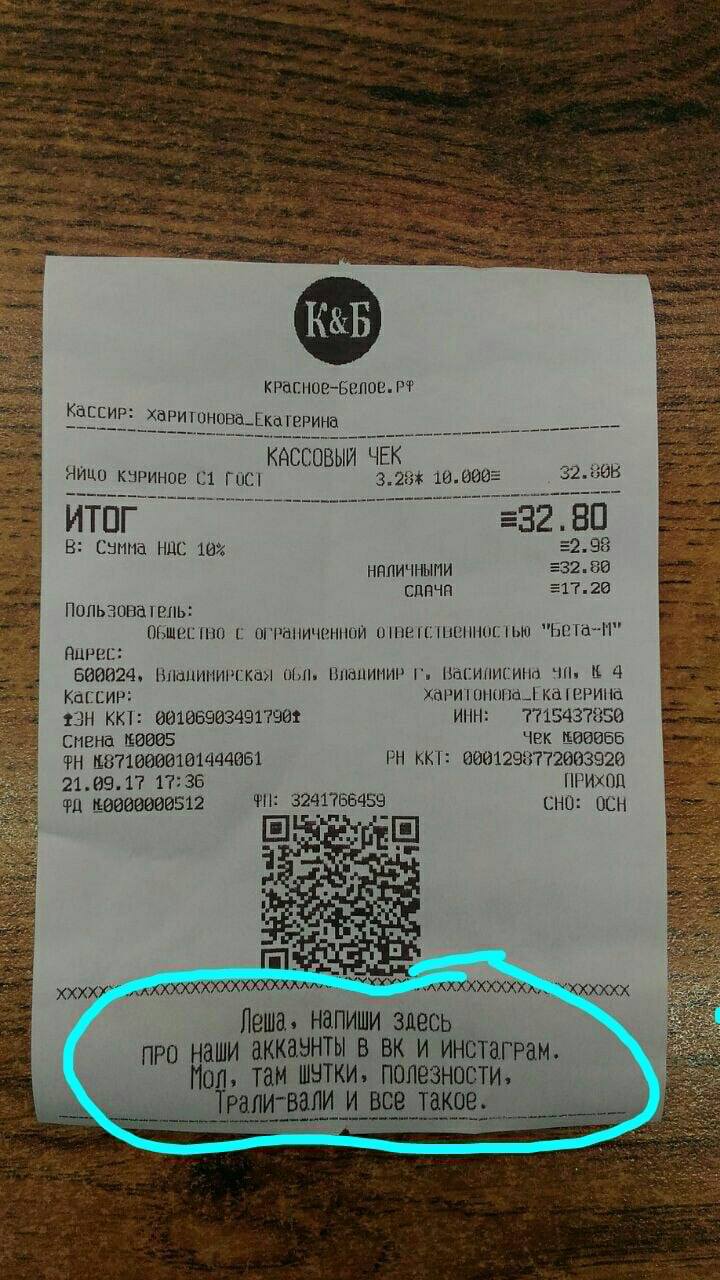 К&Б
красное-белое.рф
Кассир: Харитонова_Екатерина
КАССОВЫЙ ЧЕК
Яйцо куриное С1 ГОСТ 3.28* 10.000= 32.80В
ИТОГ =32.80
В: Сумма НДС 10% =2.98
НАЛИЧНЫМИ =32.80
СДАЧА =17.20
Пользователь:
Общество с ограниченной ответственностью "Бета-М"
Адрес:
600024, Владимирская обл, Владимир г, Василисина ул, № 4
Кассир: Харитонова_Екатерина
ЗН ККТ: 00106903491790 ИНН: 7715437850
Смена №0005 Чек №00066
ФН №8710000101444061 РН ККТ: 0001298772003920
21.09.17 17:36 ПРИХОД
ФД №0000000512 ФП: 3241766459 СНО: ОСН
XXXXXXXXXXXXXXXXXXXXXXXXXXXXXXXXXXXXXXXXXXXXXXXX
Леша, напиши здесь
про наши аккаунты в вк и инстаграм.
Мол, там шутки, полезности,
Трали-вали и все такое.